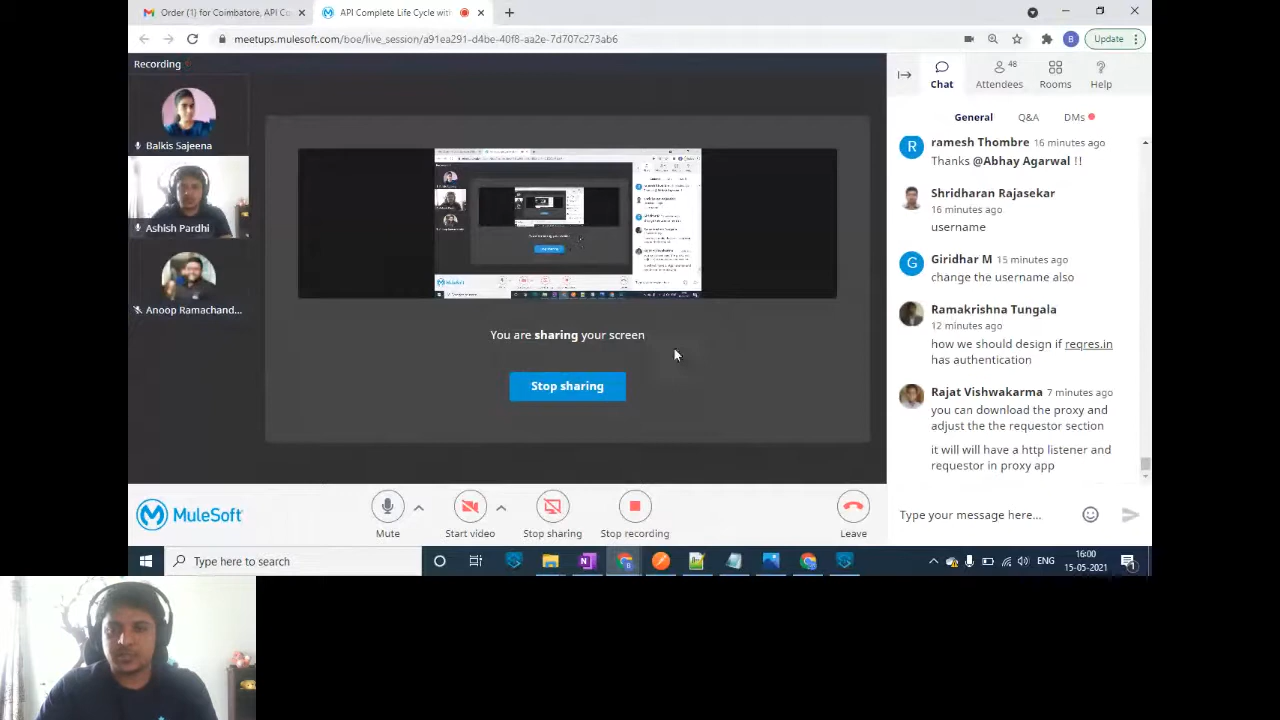 Order (1) for Coimbatore, API Co
API Complete Life Cycle with
meetups.mulesoft.com/boe/live_session/a91ea291-d4be-40f8-aa2e-7d707c273ab6
B
Update
Recording
Balkis Sajeena
Ashish Pardhi
Anoop Ramachand...
You are sharing your screen
Stop sharing
MuleSoft
Mute
Start video
Stop sharing
Stop recording
Leave
48
Chat
Attendees
Rooms
Help
General
Q&A
DMs
R
ramesh Thombre 16 minutes ago
Thanks @Abhay Agarwal !!
Shridharan Rajasekar
16 minutes ago
username
G
Giridhar M 15 minutes ago
change the username also
Ramakrishna Tungala
12 minutes ago
how we should design if reqres.in
has authentication
Rajat Vishwakarma 7 minutes ago
you can download the proxy and
adjust the the requestor section
it will will have a http listener and
requestor in proxy app
Type your message here...
Type here to search
ENG
16:00
15-05-2021